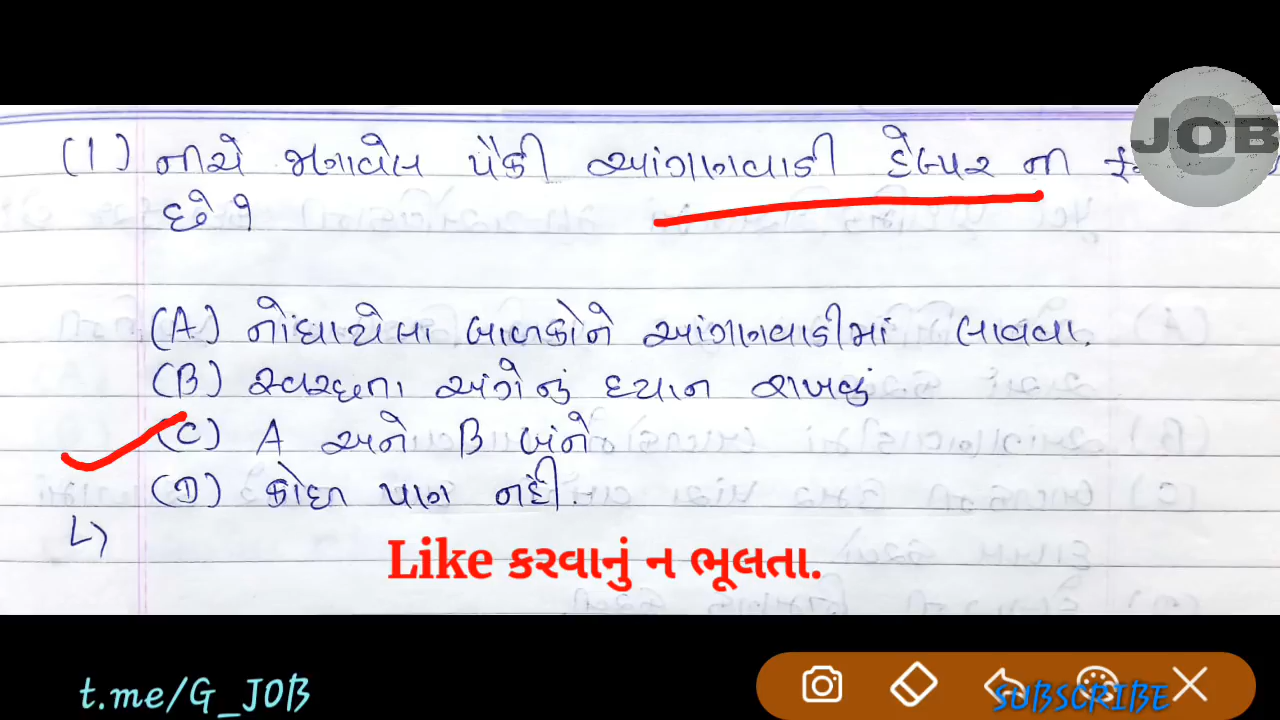 (1) નીચે જણાવેલ પૈકી આંગણવાડી હેલ્પર ની
છે ?
(A) નોંધાયેલા બાળકોને આંગણવાડીમાં લાવવા.
(B) સ્વચ્છતા અંગેનું ધ્યાન રાખવું
(C) A અને B બંને
(D) કોઇ પણ નહી.
L)
Like કરવાનું ન ભૂલતા.
t.me/G_JOB
SUBSCRIBE
JOB